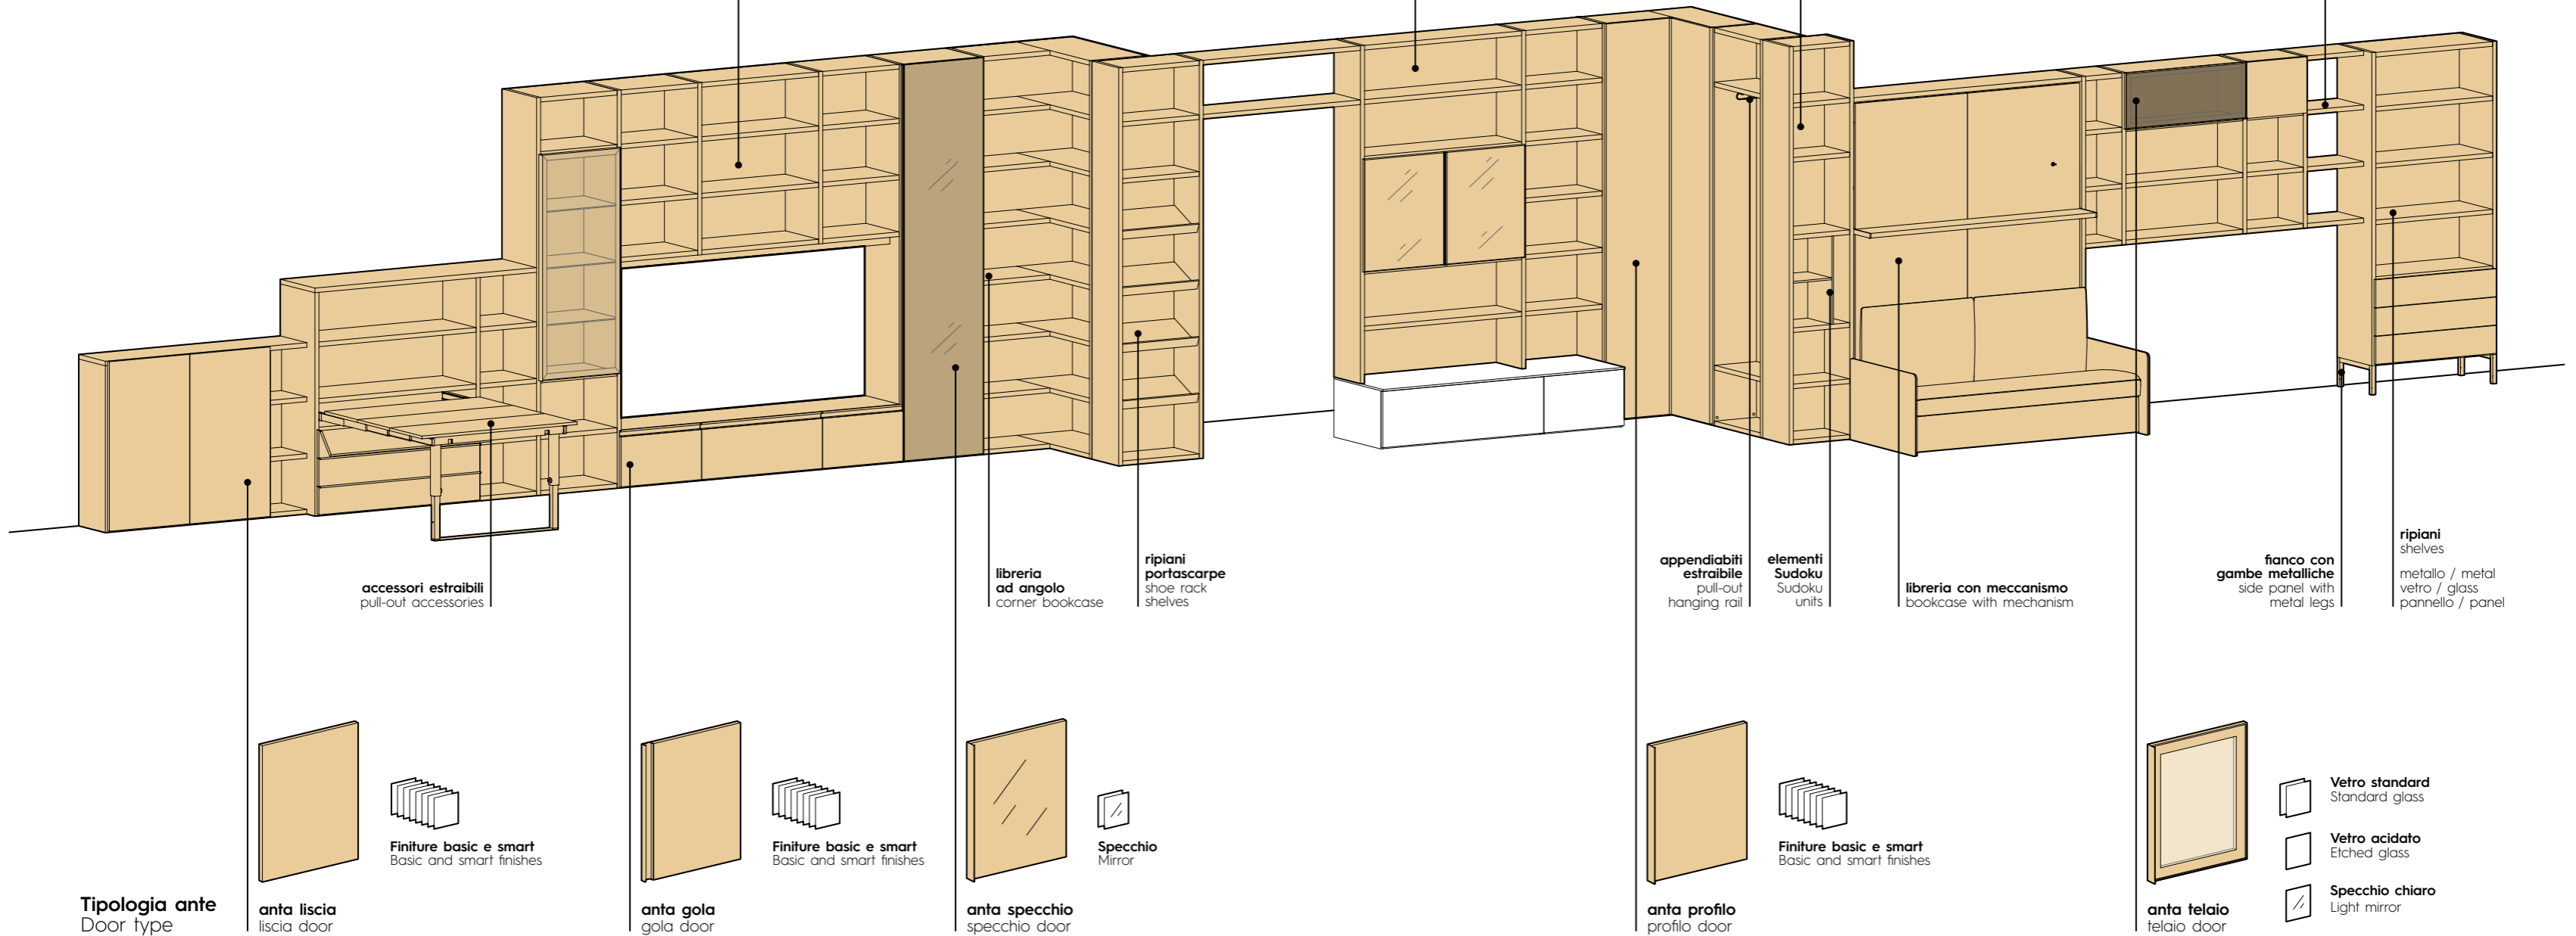 accessori estraibili
pull-out accessories
libreria
ad angolo
corner bookcase
ripiani
portascarpe
shoe rack
shelves
appendiabiti
estraibile
pull-out
hanging rail
elementi
Sudoku
Sudoku
units
libreria con meccanismo
bookcase with mechanism
fianco con
gambe metalliche
side panel with
metal legs
ripiani
shelves
metallo / metal
vetro / glass
pannello / panel
Tipologia ante
Door type
anta liscia
liscia door
Finiture basic e smart
Basic and smart finishes
anta gola
gola door
Finiture basic e smart
Basic and smart finishes
anta specchio
specchio door
Specchio
Mirror
anta profilo
profilo door
Finiture basic e smart
Basic and smart finishes
anta telaio
telaio door
Vetro standard
Standard glass
Vetro acidato
Etched glass
Specchio chiaro
Light mirror